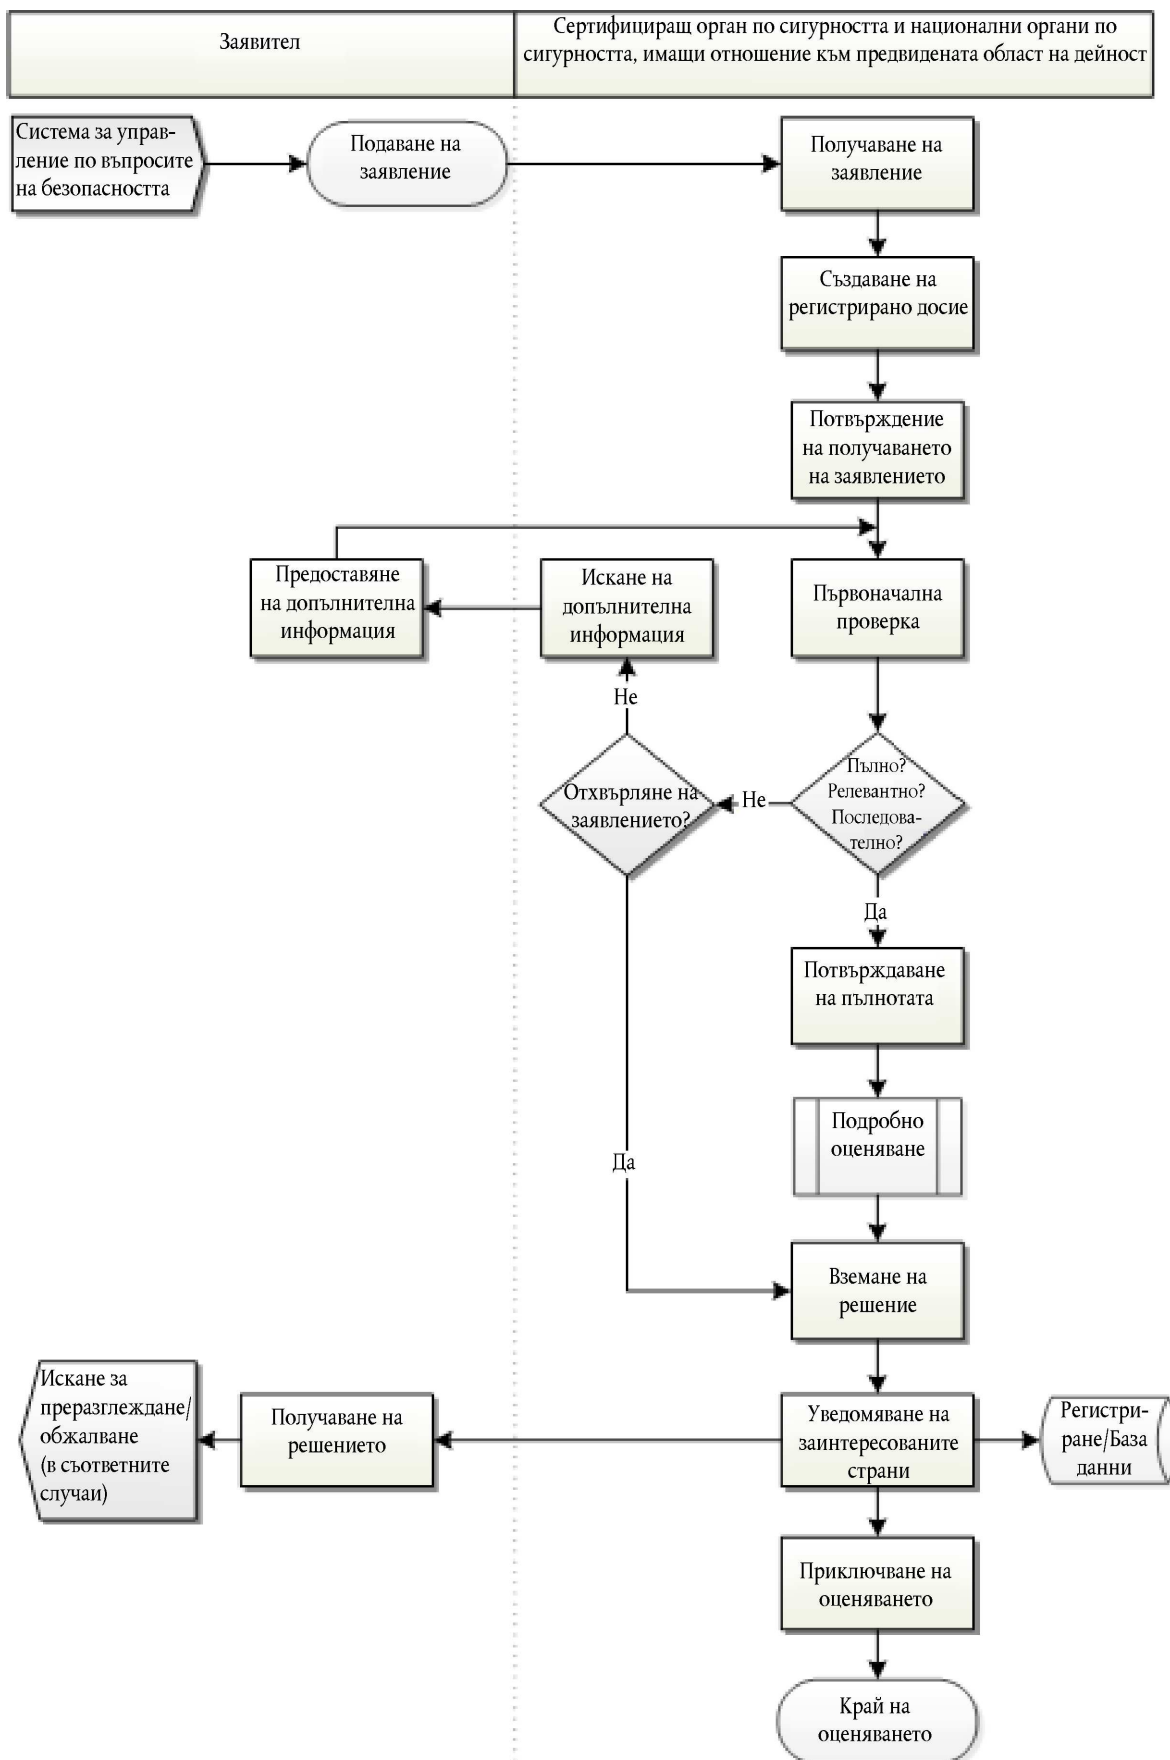 Заявител
Сертифициращ орган по сигурността и национални органи по
сигурността, имащи отношение към предвидената област на дейност
Система за управ-
ление по въпросите
на безопасността
Подаване на
заявление
Получаване на
заявление
Създаване на
регистрирано досие
Потвърждение
на получаването
на заявлението
Предоставяне
на допълнителна
информация
Искане на
допълнителна
информация
Първоначална
проверка
Не
Отхвърляне на
заявлението?
Не
Пълно?
Релевантно?
Последова-
телно?
Да
Потвърждаване
на пълнотата
Подробно
оценяване
Да
Вземане на
решение
Искане за
преразглеждане/
обжалване
(в съответните
случаи)
Получаване на
решението
Уведомяване на
заинтересованите
страни
Регистри-
ране/База
данни
Приключване на
оценяването
Край на
оценяването